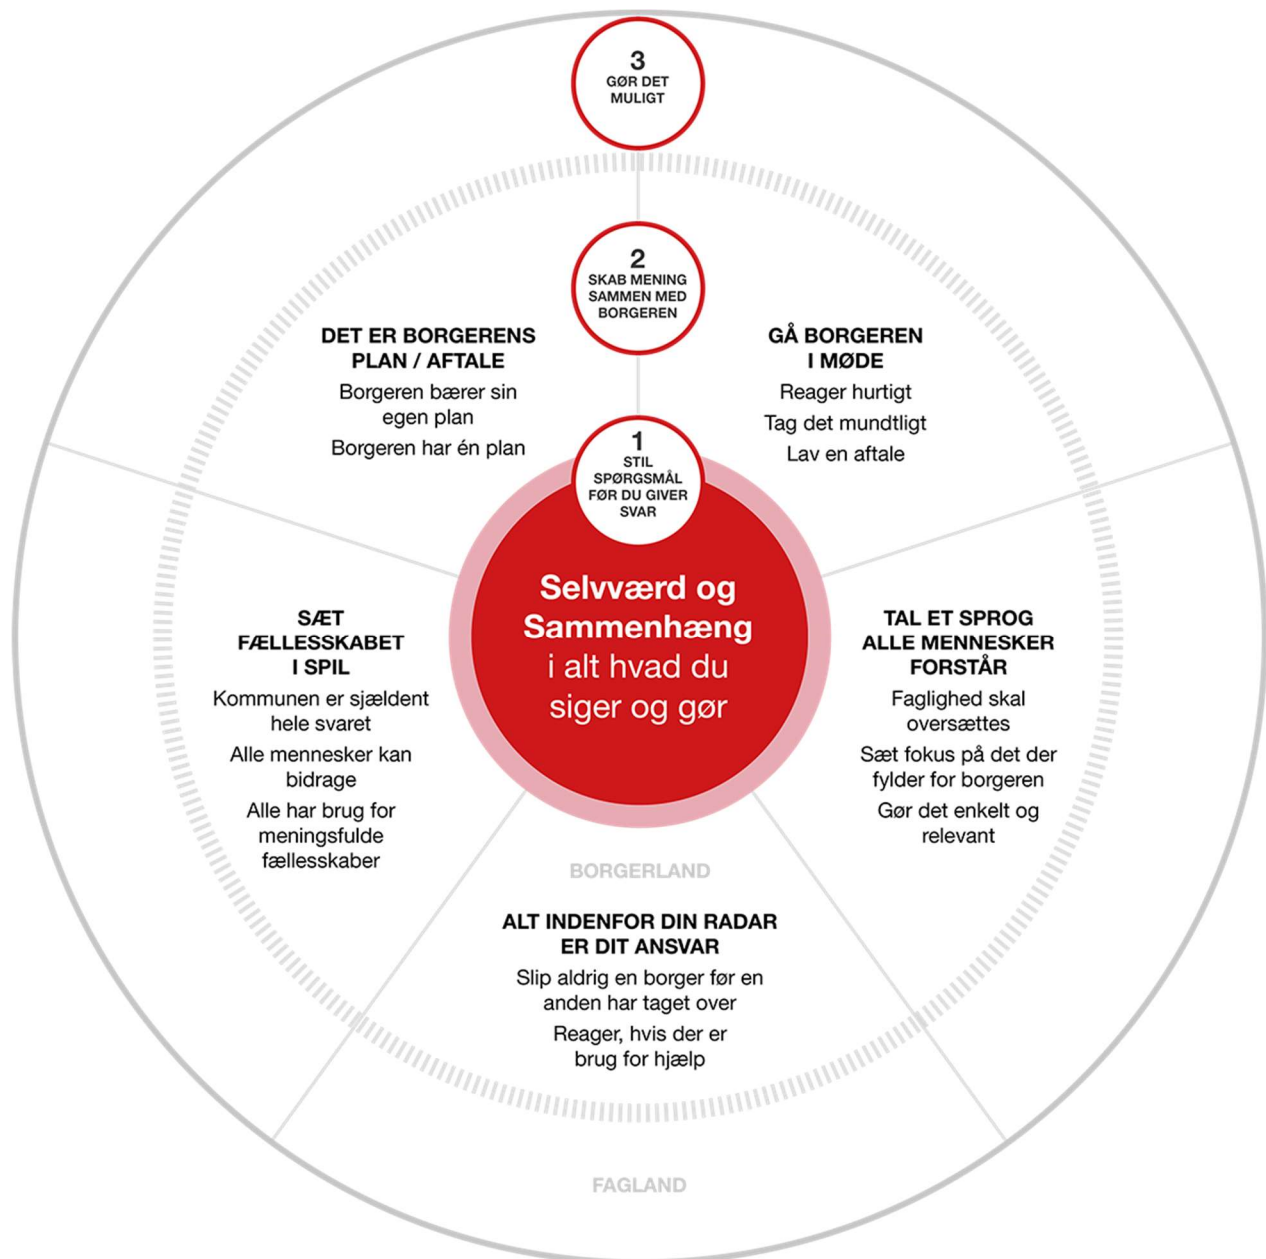 3
GØR DET
MULIGT
2
SKAB MENING
SAMMEN MED
BORGEREN
DET ER BORGERENS
PLAN / AFTALE
Borgeren bærer sin
egen plan
Borgeren har én plan
GÅ BORGEREN
I MØDE
Reager hurtigt
Tag det mundtligt
Lav en aftale
1
STIL
SPØRGSMÅL
FØR DU GIVER
SVAR
Selvværd og
Sammenhæng
i alt hvad du
siger og gør
SÆT
FÆLLESSKABET
I SPIL
Kommunen er sjældent
hele svaret
Alle mennesker kan
bidrage
Alle har brug for
meningsfulde
fællesskaber
TAL ET SPROG
ALLE MENNESKER
FORSTÅR
Faglighed skal
oversættes
Sæt fokus på det der
fylder for borgeren
Gør det enkelt og
relevant
BORGERLAND
ALT INDENFOR DIN RADAR
ER DIT ANSVAR
Slip aldrig en borger før en
anden har taget over
Reager, hvis der er
brug for hjælp
FAGLAND